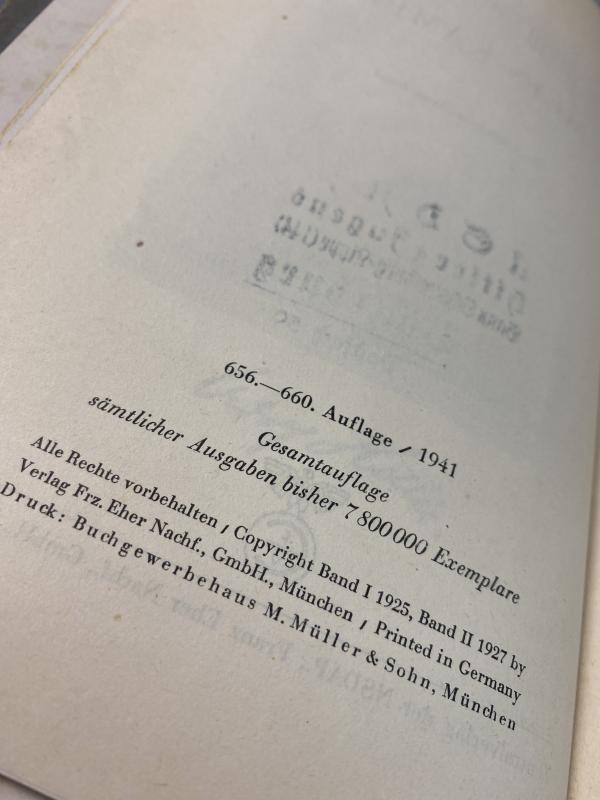 656.—660. Auflage / 1941
Gesamtauflage
sämtlicher Ausgaben bisher 7800000 Exemplare
Alle Rechte vorbehalten / Copyright Band I 1925, Band II 1927 by
Verlag Frz. Eher Nachf., GmbH., München / Printed in Germany
Druck: Buchgewerbehaus M. Müller & Sohn, München